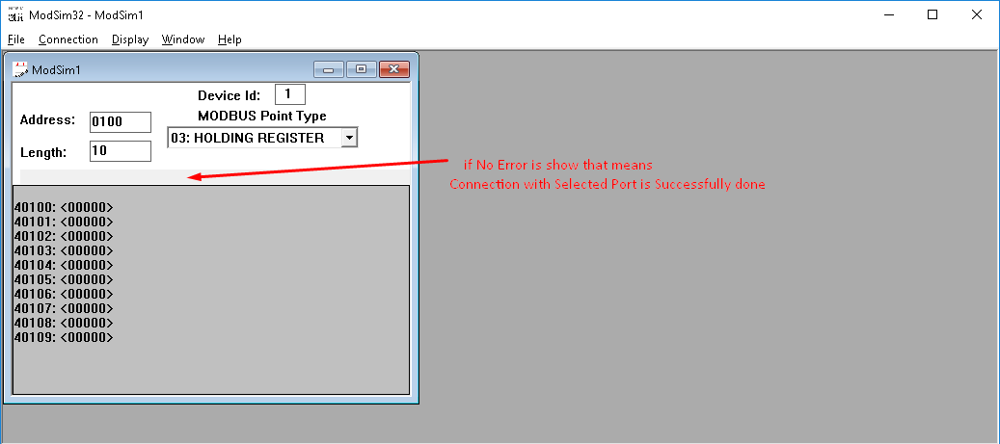 ModSim32 - ModSim1
File Connection Display Window Help
ModSim1
Device Id: 1
Address: 0100
MODBUS Point Type
03: HOLDING REGISTER
Length: 10
if No Error is show that means
Connection with Selected Port is Successfully done
40100: <00000>
40101: <00000>
40102: <00000>
40103: <00000>
40104: <00000>
40105: <00000>
40106: <00000>
40107: <00000>
40108: <00000>
40109: <00000>